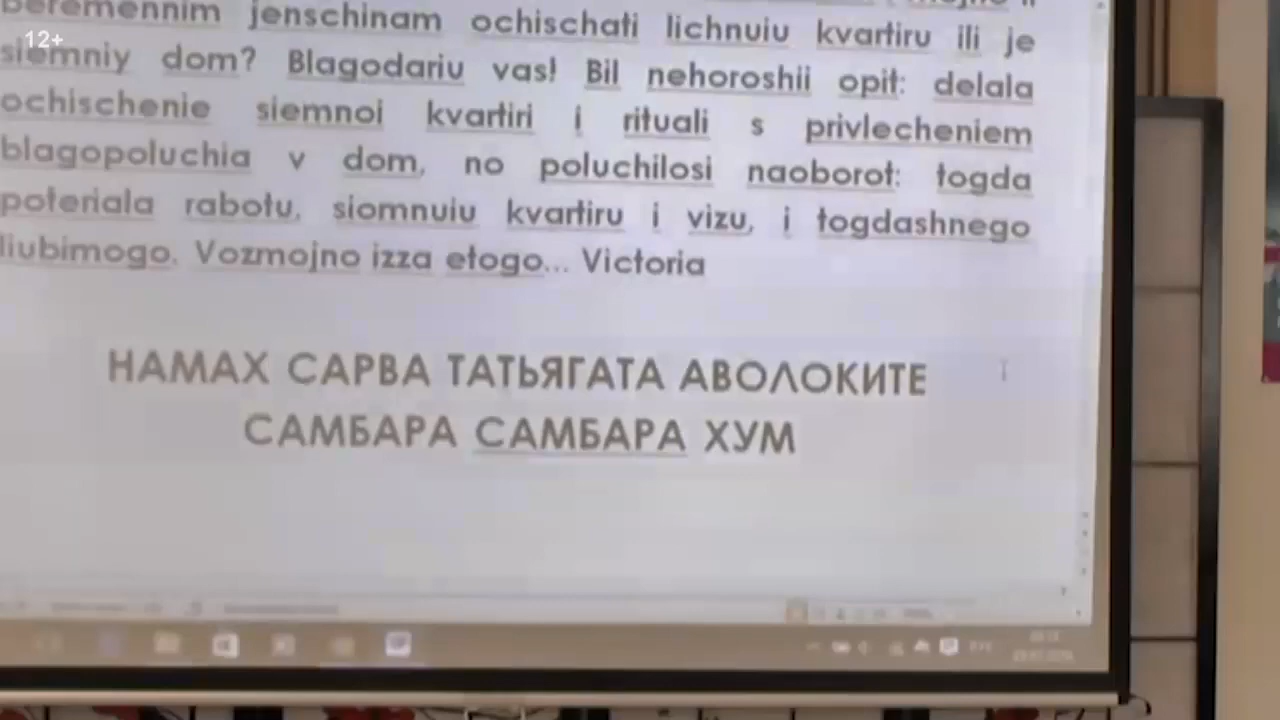 12+
beremennim jenschinam ochischati lichnuiu kvartiru ili je
siemniy dom? Blagodariu vas! Bil nehoroshii opit: delala
ochischenie siemnoi kvartiri i rituali s privlecheniem
blagopoluchia v dom, no poluchilosi naoborot: togda
poteriala rabotu, siomnuiu kvartiru i vizu, i togdashnego
liubimogo. Vozmojno izza etogo... Victoria
НАМАХ САРВА ТАТЬЯГАТА АВОЛОКИТЕ
САМБАРА САМБАРА ХУМ